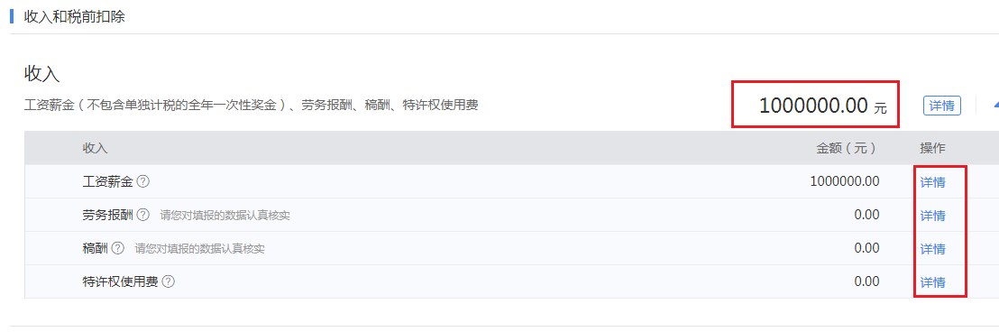 收入和税前扣除
收入
工资薪金（不包含单独计税的全年一次性奖金）、劳务报酬、稿酬、特许权使用费 1000000.00 元 详情
收入 金额（元） 操作
工资薪金 ? 1000000.00 详情
劳务报酬 ? 请您对填报的数据认真核实 0.00 详情
稿酬 ? 请您对填报的数据认真核实 0.00 详情
特许权使用费 ? 0.00 详情